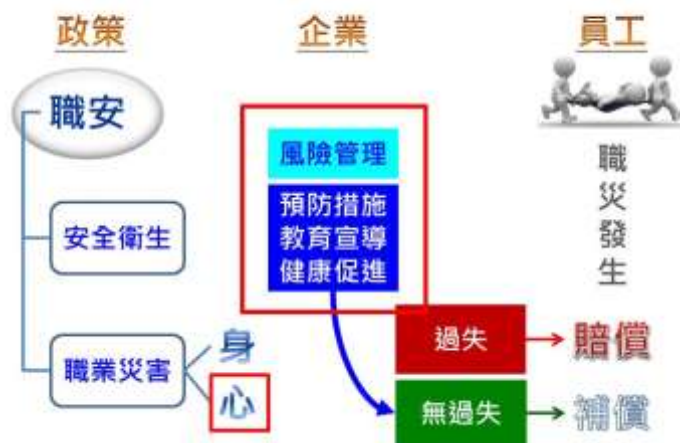 政策
企業
員工
職安
安全衛生
職業災害
身
心
風險管理
預防措施
教育宣導
健康促進
職
災
發
生
過失
賠償
無過失
補償